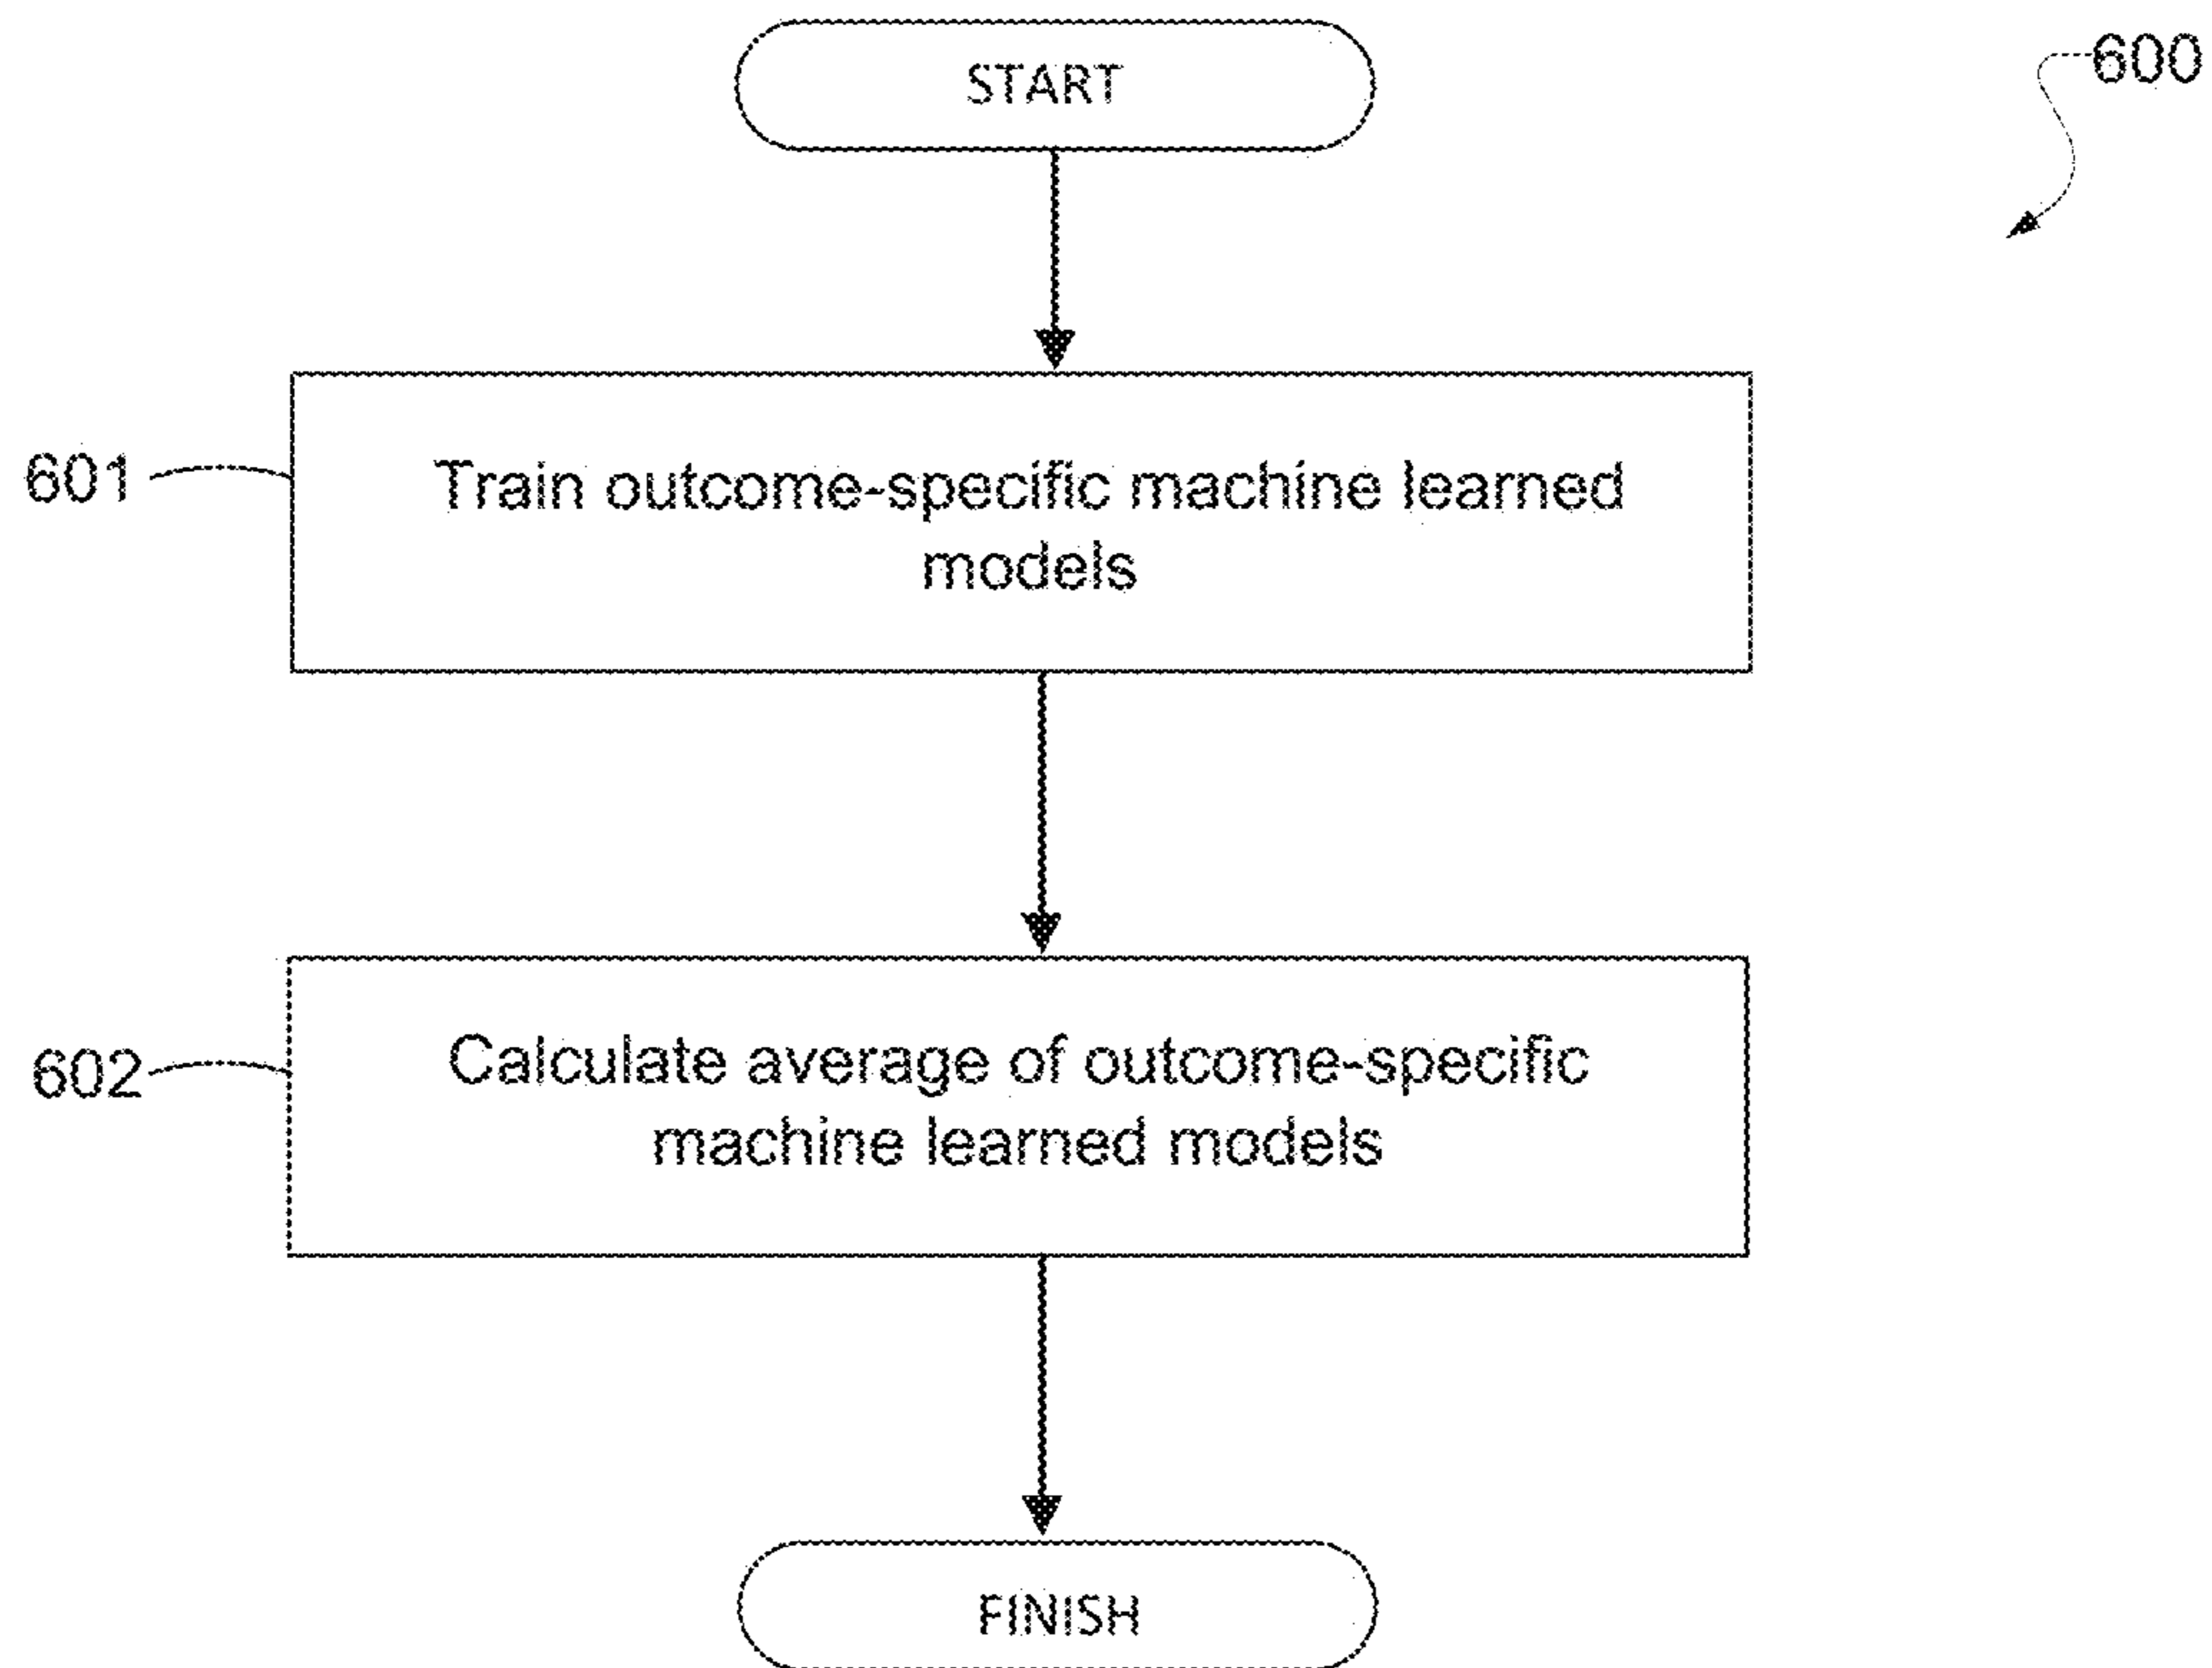 START
600
601
Train outcome-specific machine learned
models
602
Calculate average of outcome-specific
machine learned models
FINISH